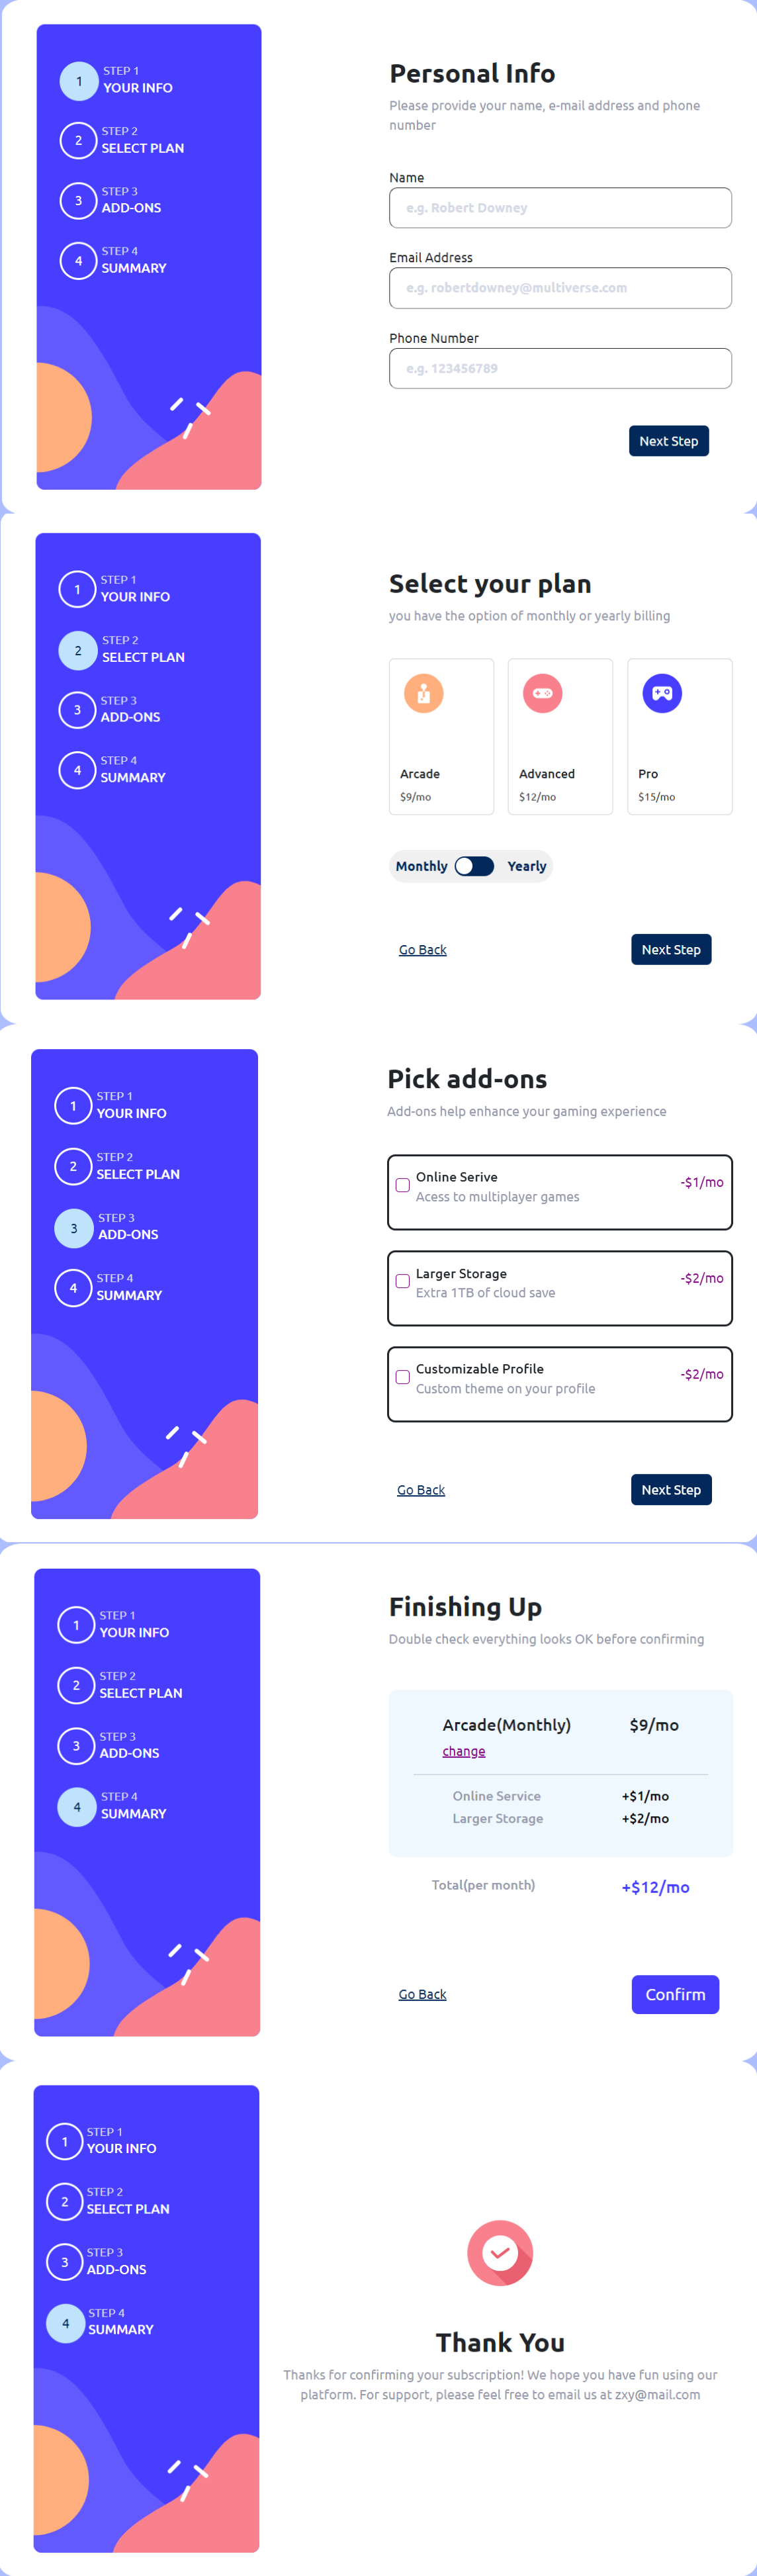 1
STEP 1
YOUR INFO
2
STEP 2
SELECT PLAN
3
STEP 3
ADD-ONS
4
STEP 4
SUMMARY
Personal Info
Please provide your name, e-mail address and phone
number
Name
e.g. Robert Downey
Email Address
e.g. robertdowney@multiverse.com
Phone Number
e.g. 123456789
Next Step
1
STEP 1
YOUR INFO
2
STEP 2
SELECT PLAN
3
STEP 3
ADD-ONS
4
STEP 4
SUMMARY
Select your plan
you have the option of monthly or yearly billing
Arcade
$9/mo
Advanced
$12/mo
Pro
$15/mo
Monthly Yearly
Go Back Next Step
1
STEP 1
YOUR INFO
2
STEP 2
SELECT PLAN
3
STEP 3
ADD-ONS
4
STEP 4
SUMMARY
Pick add-ons
Add-ons help enhance your gaming experience
Online Serive -$1/mo
Acess to multiplayer games
Larger Storage -$2/mo
Extra 1TB of cloud save
Customizable Profile -$2/mo
Custom theme on your profile
Go Back Next Step
1
STEP 1
YOUR INFO
2
STEP 2
SELECT PLAN
3
STEP 3
ADD-ONS
4
STEP 4
SUMMARY
Finishing Up
Double check everything looks OK before confirming
Arcade(Monthly) $9/mo
change
Online Service +$1/mo
Larger Storage +$2/mo
Total(per month) +$12/mo
Go Back Confirm
1
STEP 1
YOUR INFO
2
STEP 2
SELECT PLAN
3
STEP 3
ADD-ONS
4
STEP 4
SUMMARY
Thank You
Thanks for confirming your subscription! We hope you have fun using our
platform. For support, please feel free to email us at zxy@mail.com